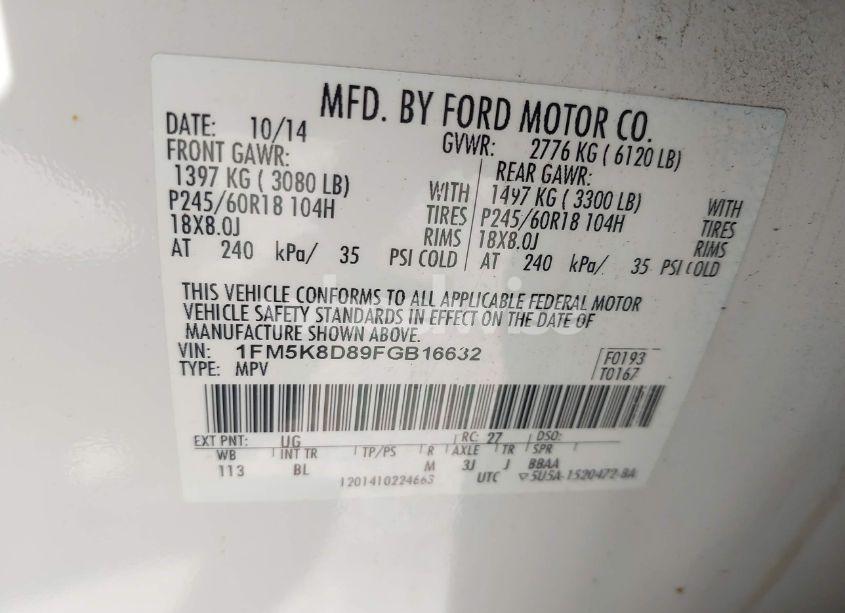 MFD. BY FORD MOTOR CO.
DATE: 10/14 GVWR: 2776 KG ( 6120 LB)
FRONT GAWR: REAR GAWR:
1397 KG ( 3080 LB) WITH 1497 KG ( 3300 LB) WITH
P245/60R18 104H TIRES P245/60R18 104H TIRES
18X8.0J RIMS 18X8.0J RIMS
AT 240 kPa/ 35 PSI COLD AT 240 kPa/ 35 PSI COLD
THIS VEHICLE CONFORMS TO ALL APPLICABLE FEDERAL MOTOR
VEHICLE SAFETY STANDARDS IN EFFECT ON THE DATE OF
MANUFACTURE SHOWN ABOVE.
VIN: 1FM5K8D89FGB16632 F0193
TYPE: MPV T0167
EXT PNT: UG RC: 27 DSO:
WB INT TR TP/PS R AXLE TR SPR
113 BL M 3J J BBAA
1201410224663 UTC 5U5A-1520472-BA